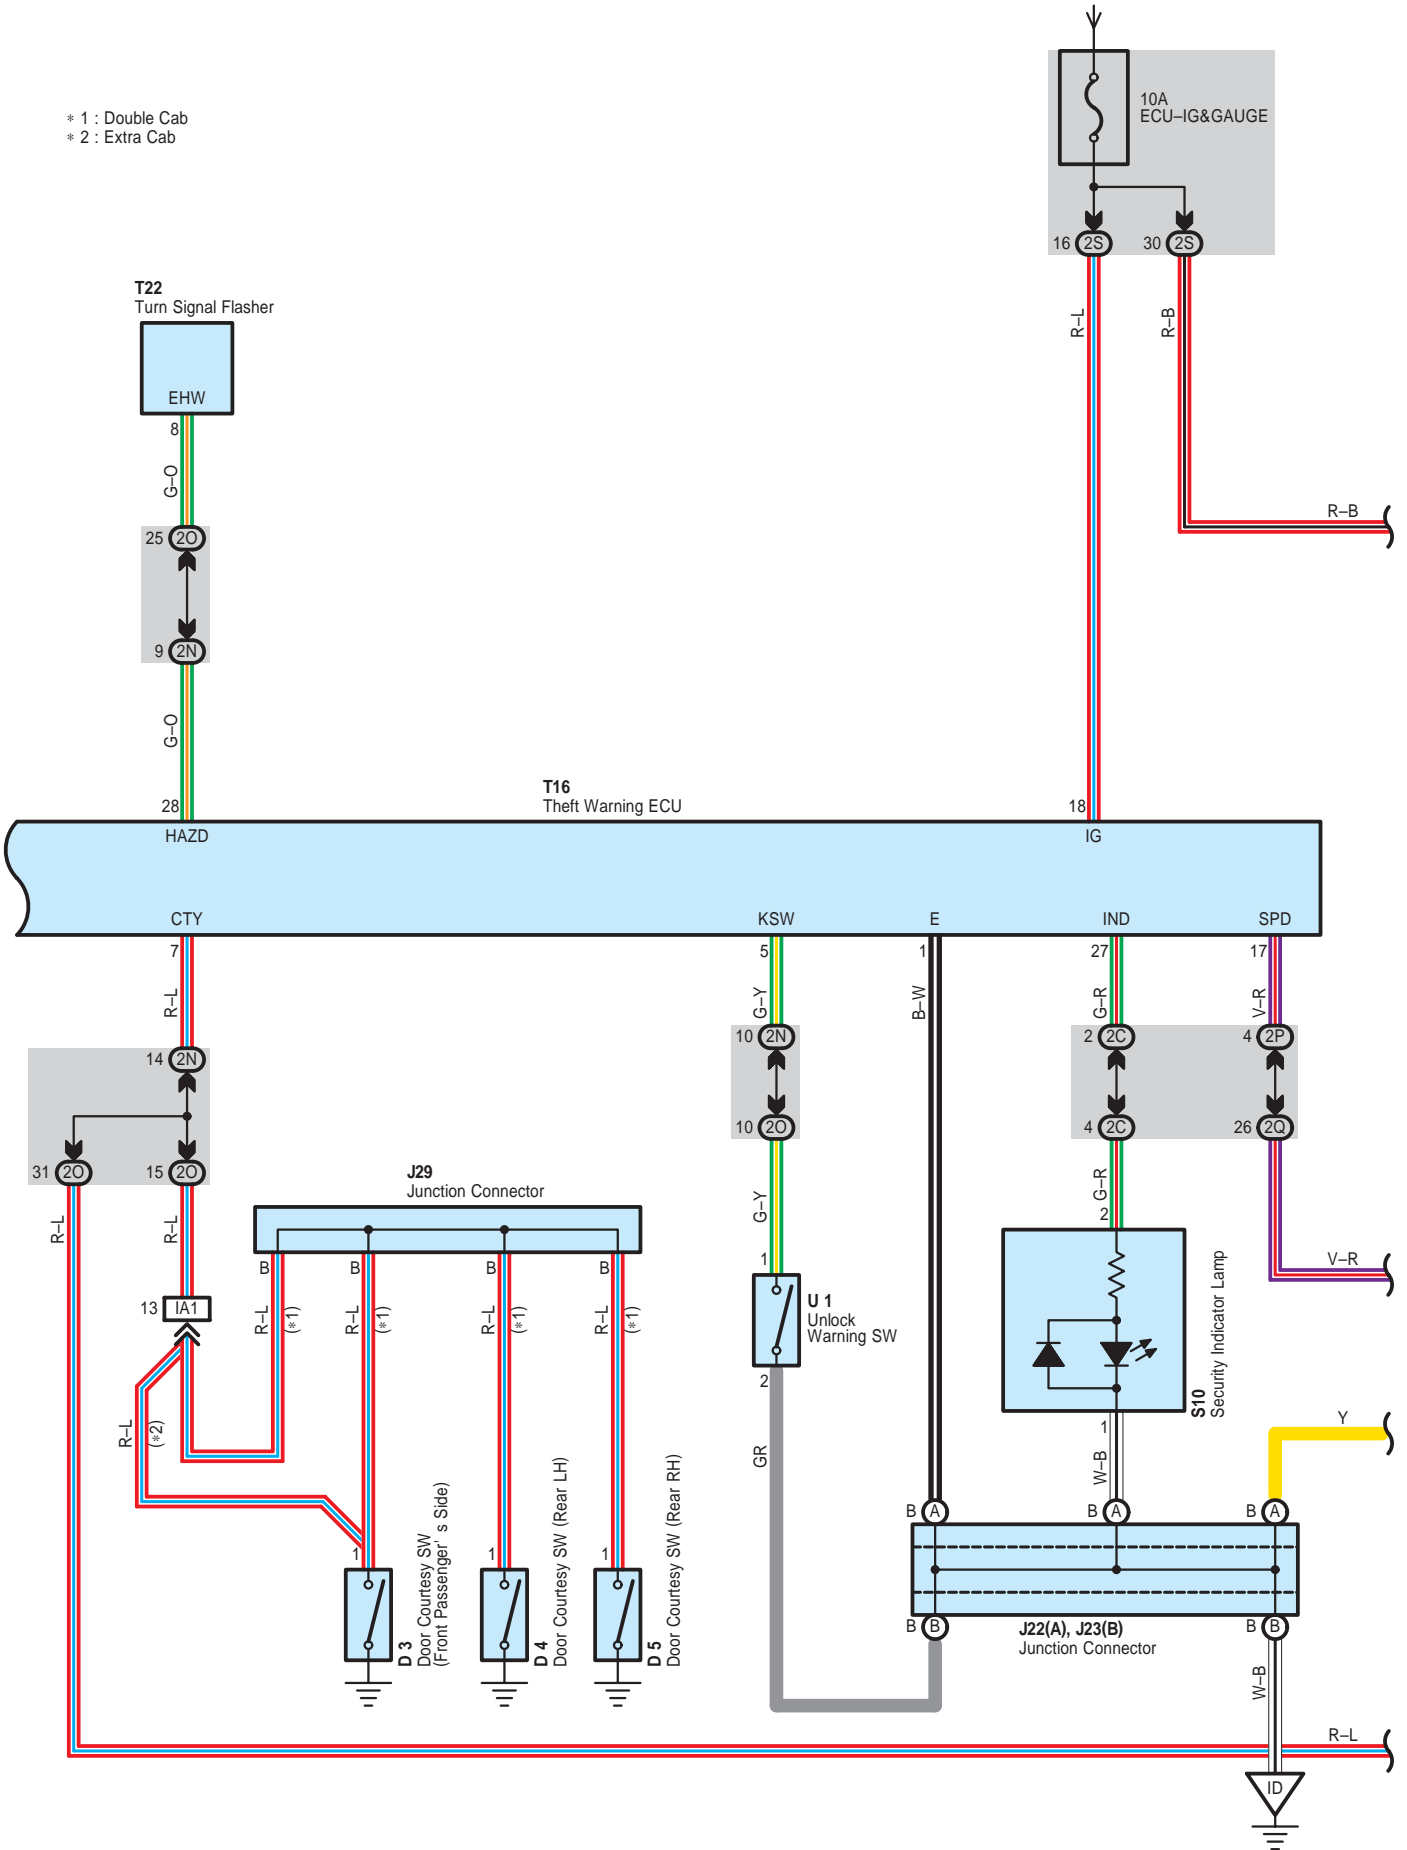 * 1 : Double Cab
* 2 : Extra Cab
10A
ECU–IG&GAUGE
16 2S
30 2S
R–L
R–B
R–B
T22
Turn Signal Flasher
EHW
8
G–O
25 2O
9 2N
G–O
28
T16
Theft Warning ECU
18
HAZD
IG
CTY
KSW
E
IND
SPD
7
5
1
27
17
R–L
G–Y
B–W
G–R
V–R
14 2N
10 2N
2 2C
4 2P
31 2O
15 2O
10 2O
4 2C
26 2Q
J29
Junction Connector
R–L
R–L
G–Y
G–R
2
B
B
B
B
1
V–R
13 IA1
R–L
(*1)
R–L
(*1)
R–L
(*1)
R–L
(*1)
U 1
Unlock
Warning SW
2
S10
Security Indicator Lamp
1
R–L
(*2)
GR
W–B
Y
B A
B A
B A
1
1
1
D 3
Door Courtesy SW
(Front Passenger' s Side)
D 4
Door Courtesy SW (Rear LH)
D 5
Door Courtesy SW (Rear RH)
B B
J22(A), J23(B)
Junction Connector
B B
W–B
R–L
ID